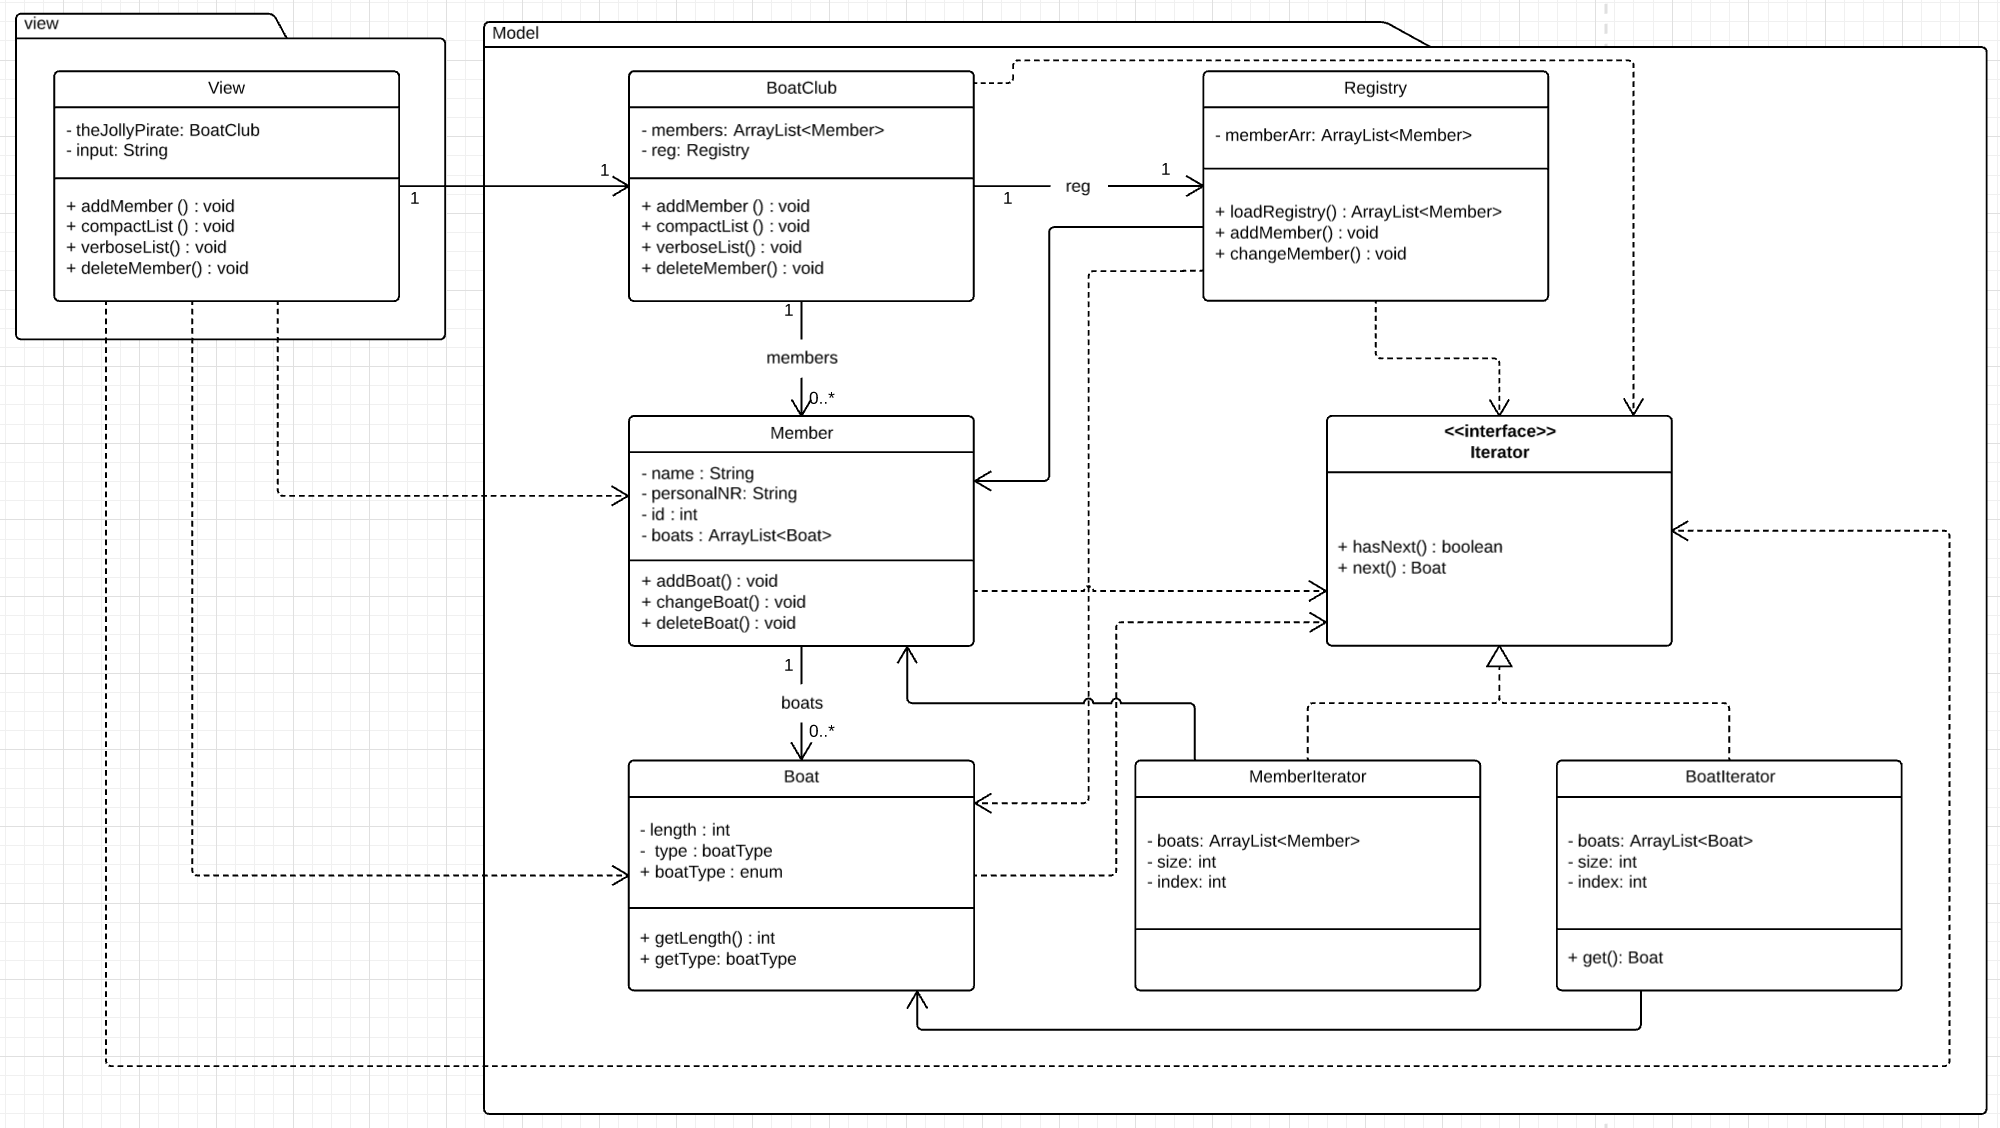 view
Model
View
- theJollyPirate: BoatClub
- input: String
+ addMember () : void
+ compactList () : void
+ verboseList() : void
+ deleteMember() : void
1
1
BoatClub
- members: ArrayList<Member>
- reg: Registry
+ addMember () : void
+ compactList () : void
+ verboseList() : void
+ deleteMember() : void
1
reg
1
Registry
- memberArr: ArrayList<Member>
+ loadRegistry() : ArrayList<Member>
+ addMember() : void
+ changeMember() : void
1
members
0..*
Member
- name : String
- personalNR: String
- id : int
- boats : ArrayList<Boat>
+ addBoat() : void
+ changeBoat() : void
+ deleteBoat() : void
<<interface>>
Iterator
+ hasNext() : boolean
+ next() : Boat
1
boats
0..*
Boat
- length : int
- type : boatType
+ boatType : enum
+ getLength() : int
+ getType: boatType
MemberIterator
- boats: ArrayList<Member>
- size: int
- index: int
BoatIterator
- boats: ArrayList<Boat>
- size: int
- index: int
+ get(): Boat